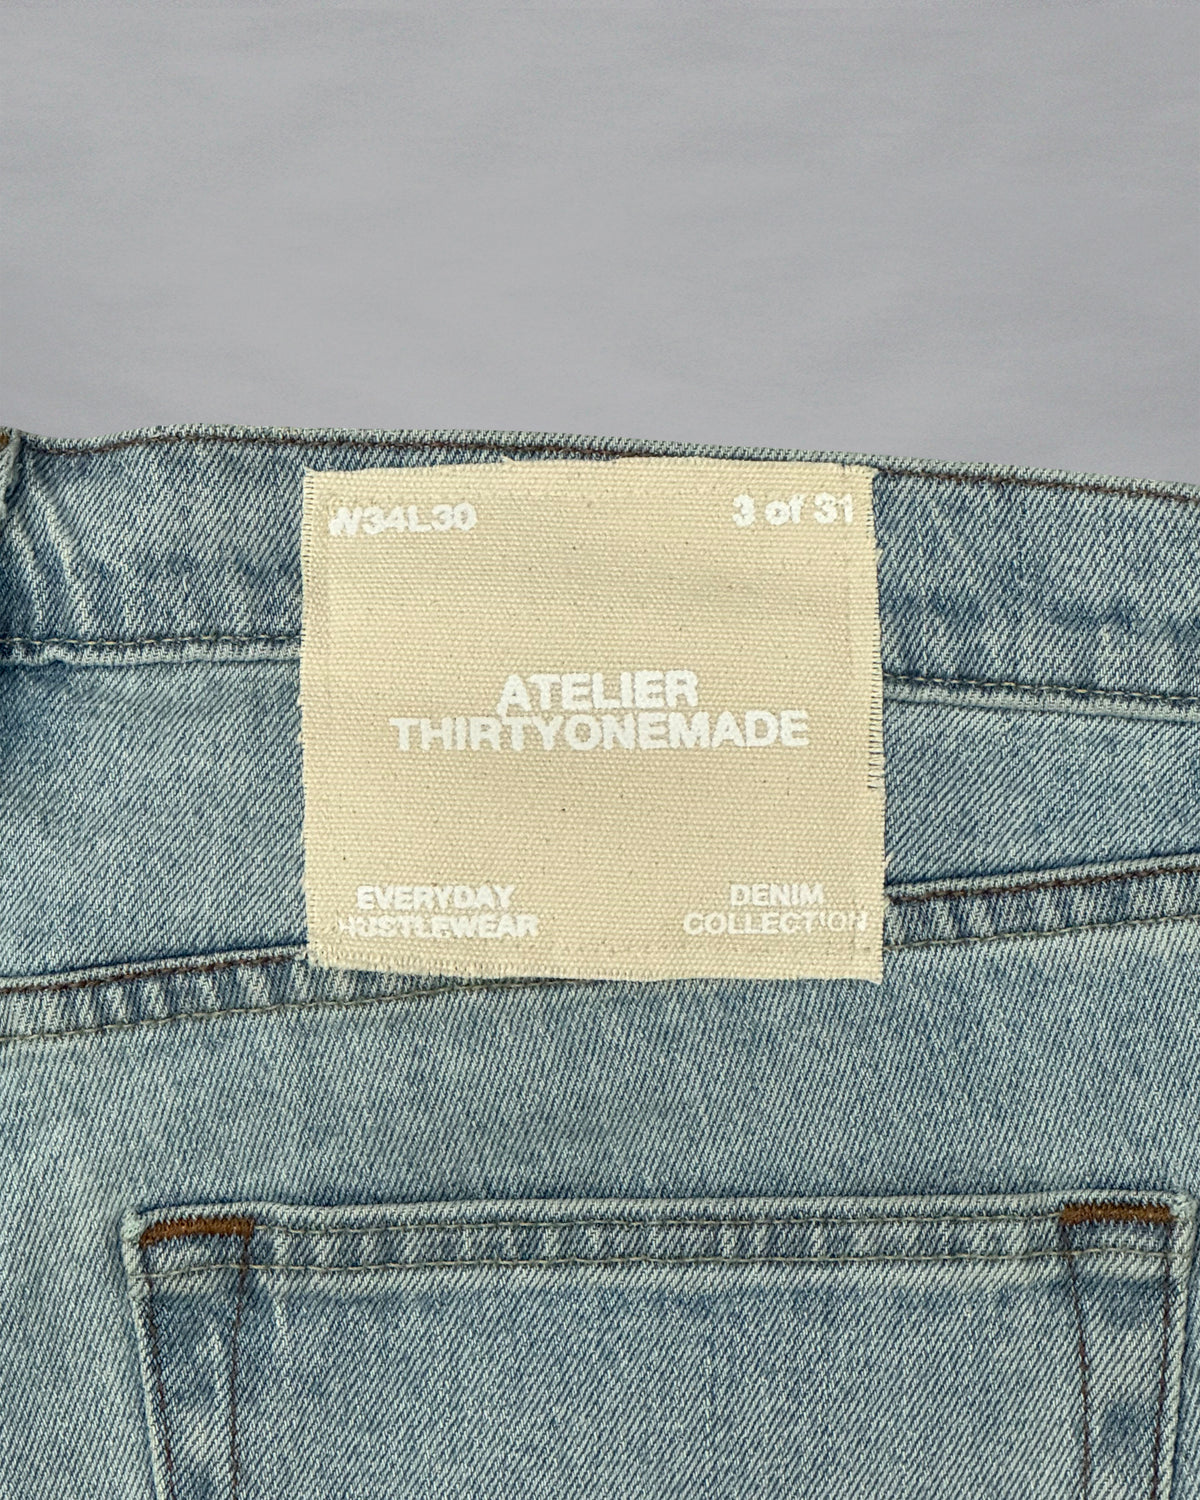 W34L30
3 of 31
ATELIER
THIRTYONEMADE
EVERYDAY
HUSTLEWEAR
DENIM
COLLECTION